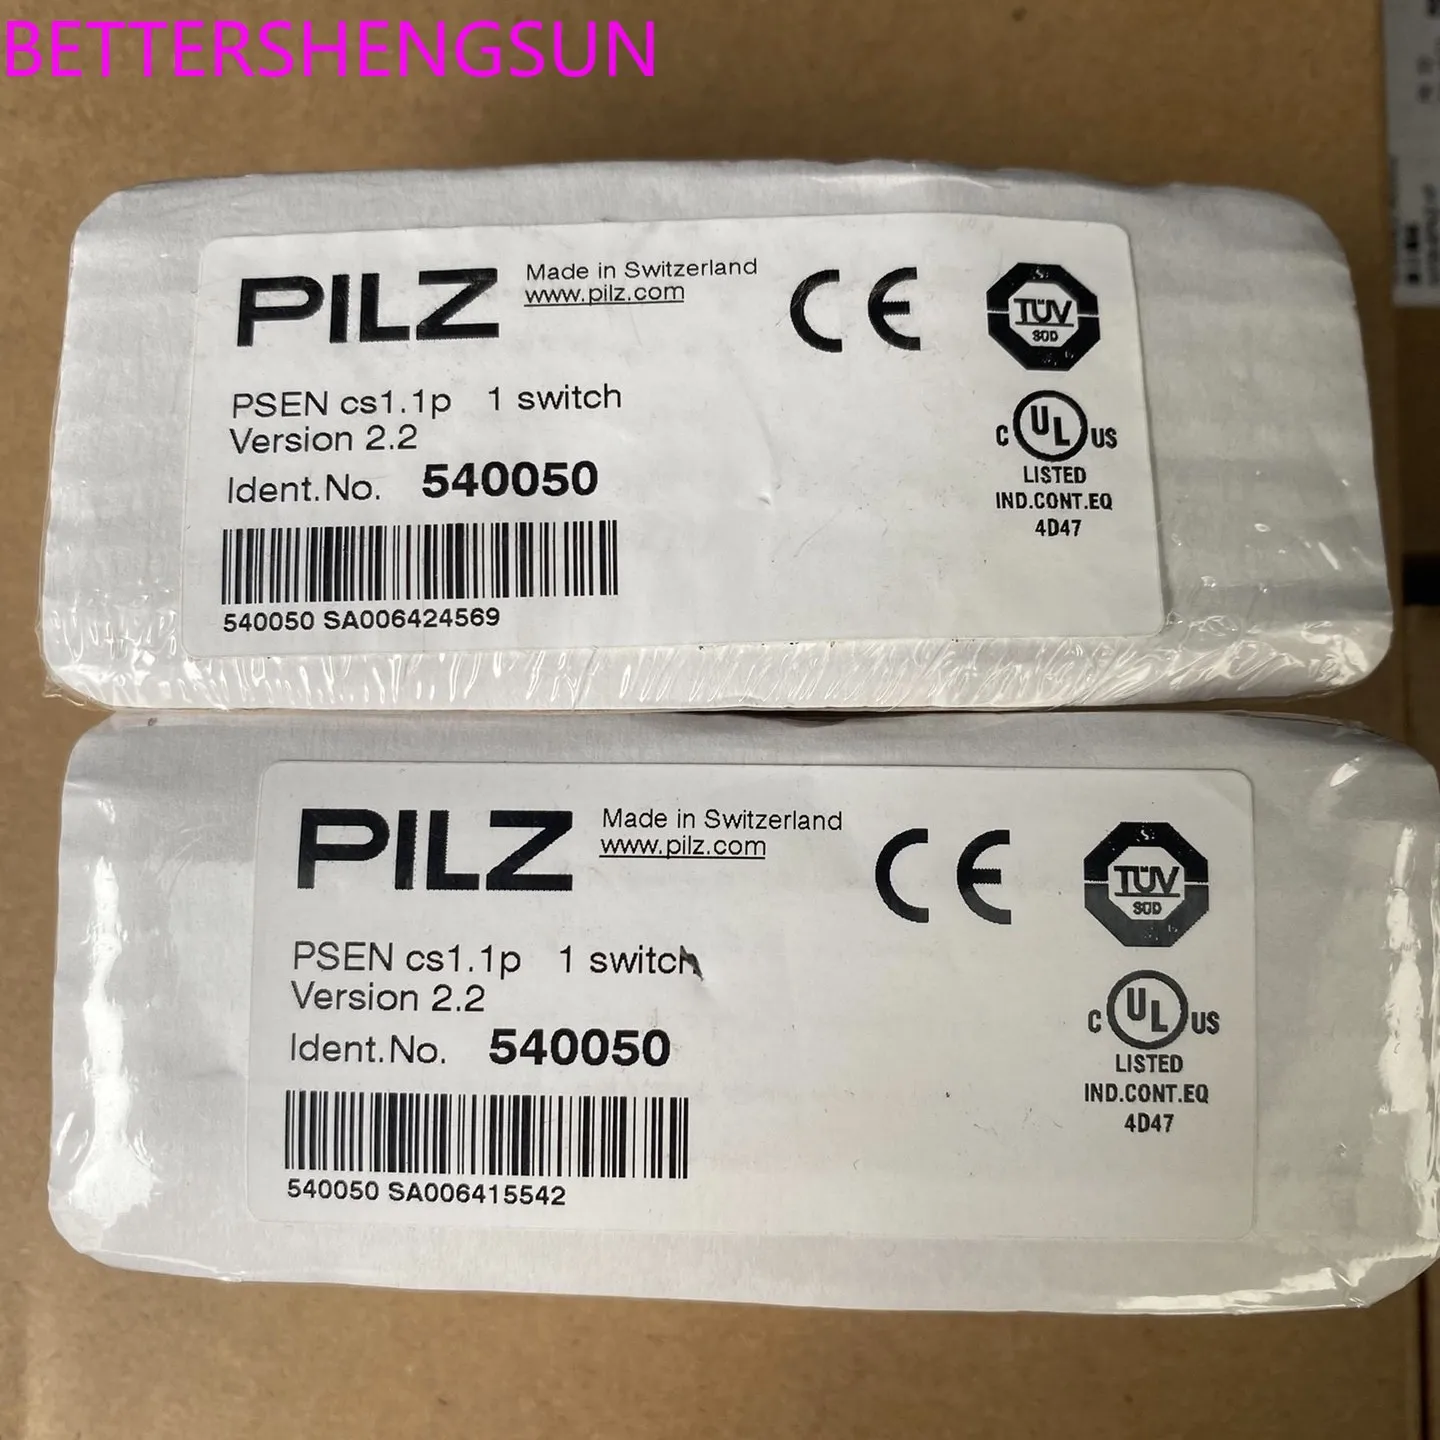 BETTERSHENGSUN
PILZ
Made in Switzerland
www.pilz.com
CE
TÜV
SÜD
PSEN cs1.1p 1 switch
Version 2.2
Ident.No. 540050
C UL US
LISTED
IND.CONT.EQ
4D47
540050 SA006424569
PILZ
Made in Switzerland
www.pilz.com
CE
TÜV
SÜD
PSEN cs1.1p 1 switch
Version 2.2
Ident.No. 540050
C UL US
LISTED
IND.CONT.EQ
4D47
540050 SA006415542